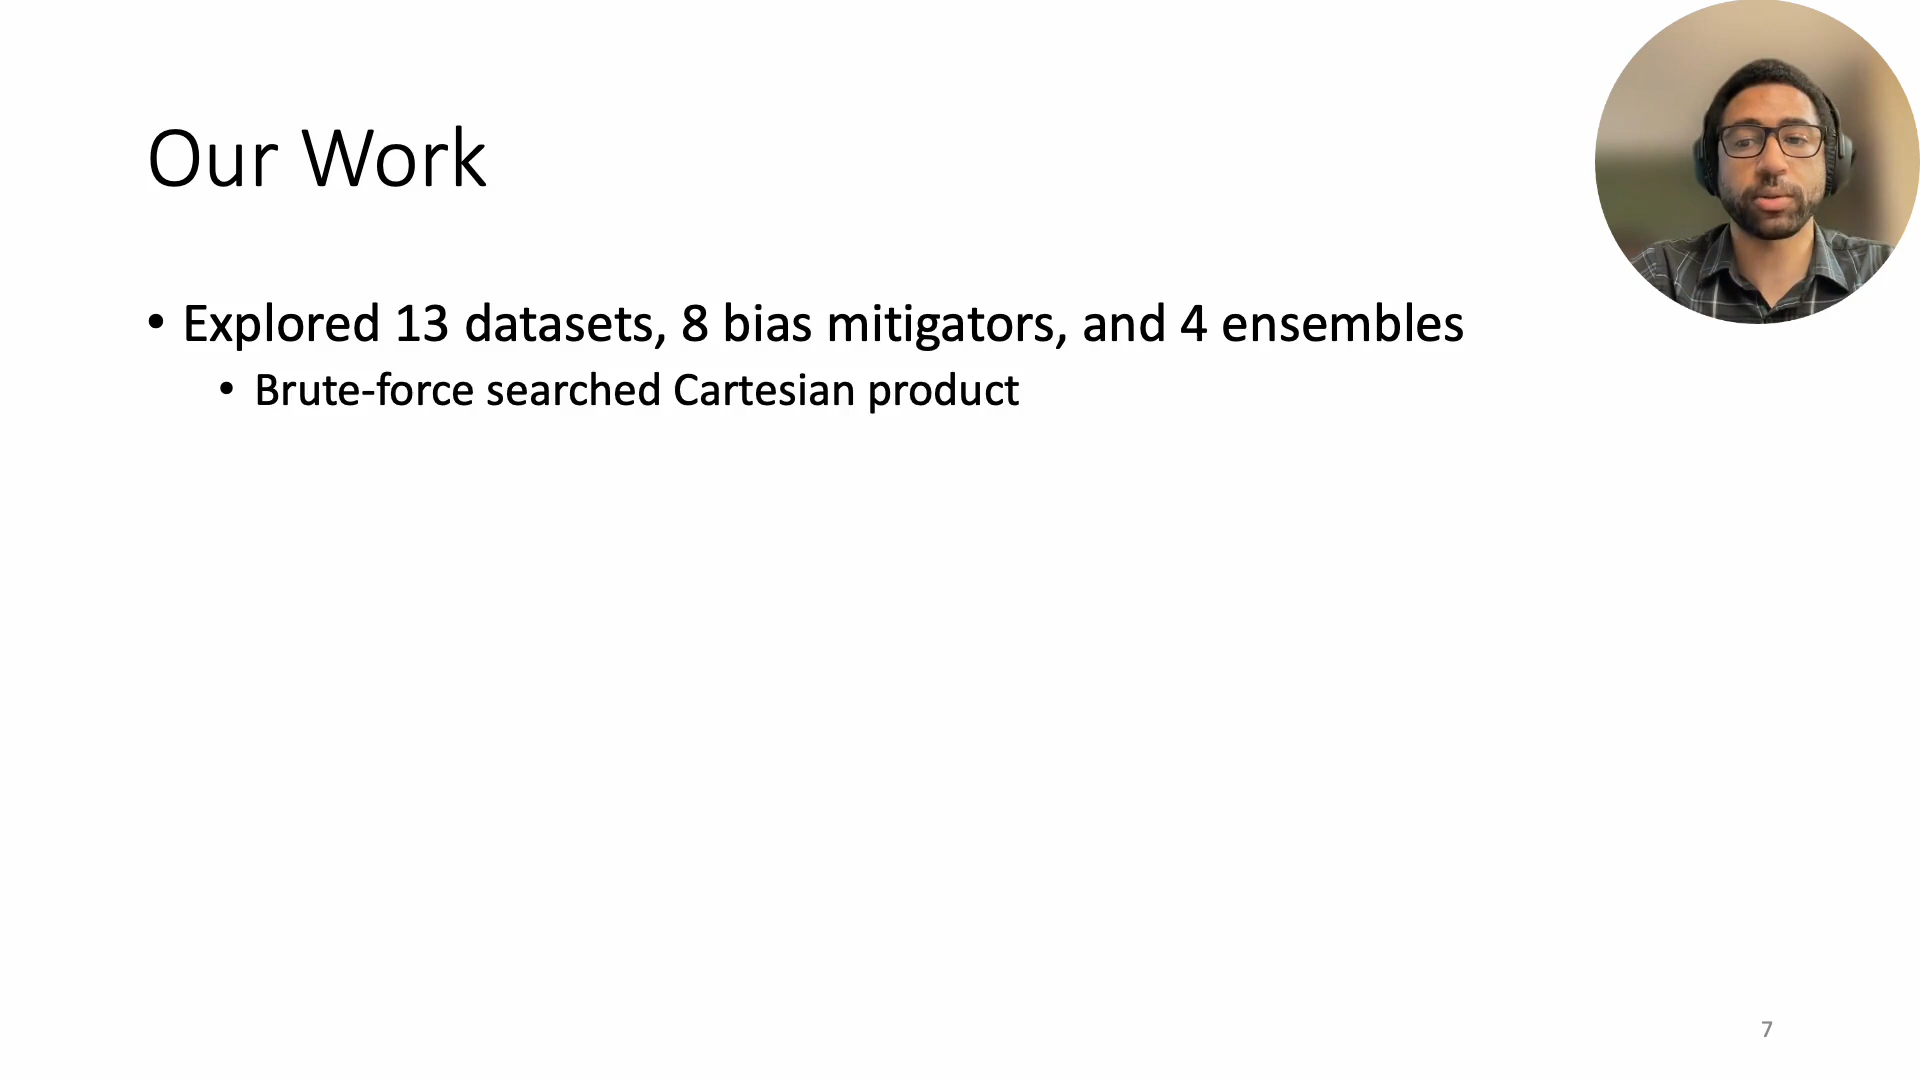 Our Work
• Explored 13 datasets, 8 bias mitigators, and 4 ensembles
• Brute-force searched Cartesian product
7